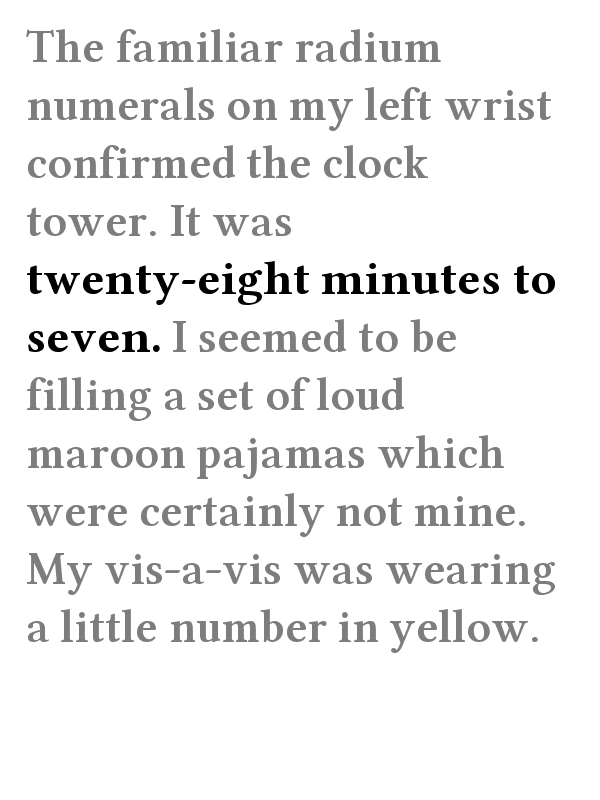 The familiar radium
numerals on my left wrist
confirmed the clock
tower. It was
twenty-eight minutes to
seven. I seemed to be
filling a set of loud
maroon pajamas which
were certainly not mine.
My vis-a-vis was wearing
a little number in yellow.